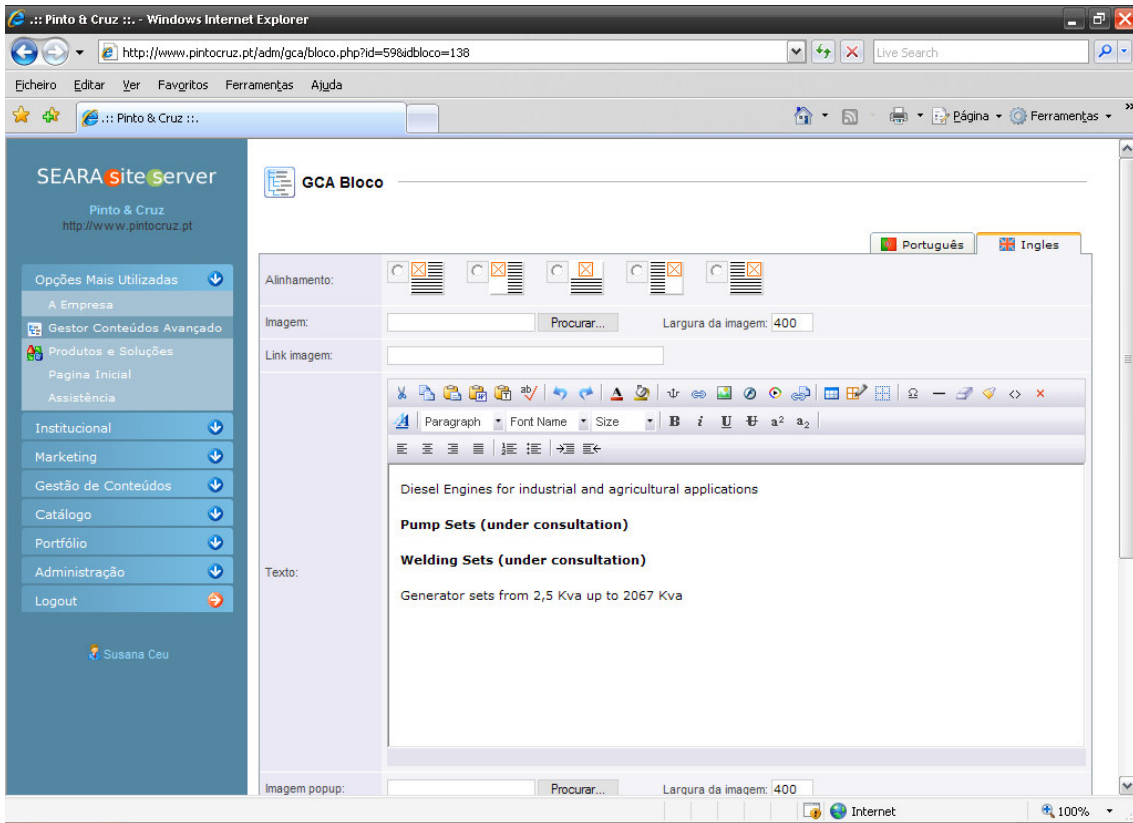 .:: Pinto & Cruz ::. - Windows Internet Explorer
http://www.pintocruz.pt/adm/gca/bloco.php?id=59&idbloco=138
Live Search
Ficheiro Editar Ver Favoritos Ferramentas Ajuda
.:: Pinto & Cruz ::.
Página Ferramentas »
SEARA site server
Pinto & Cruz
http://www.pintocruz.pt
Opções Mais Utilizadas
A Empresa
Gestor Conteúdos Avançado
Produtos e Soluções
Pagina Inicial
Assistência
Institucional
Marketing
Gestão de Conteúdos
Catálogo
Portfólio
Administração
Logout
Susana Ceu
GCA Bloco
Português Ingles
Alinhamento:
Imagem: Procurar... Largura da imagem: 400
Link imagem:
Texto:
Paragraph Font Name Size B i U U a² a₂
Diesel Engines for industrial and agricultural applications
Pump Sets (under consultation)
Welding Sets (under consultation)
Generator sets from 2,5 Kva up to 2067 Kva
Imagem popup: Procurar... Largura da imagem: 400
Internet 100%